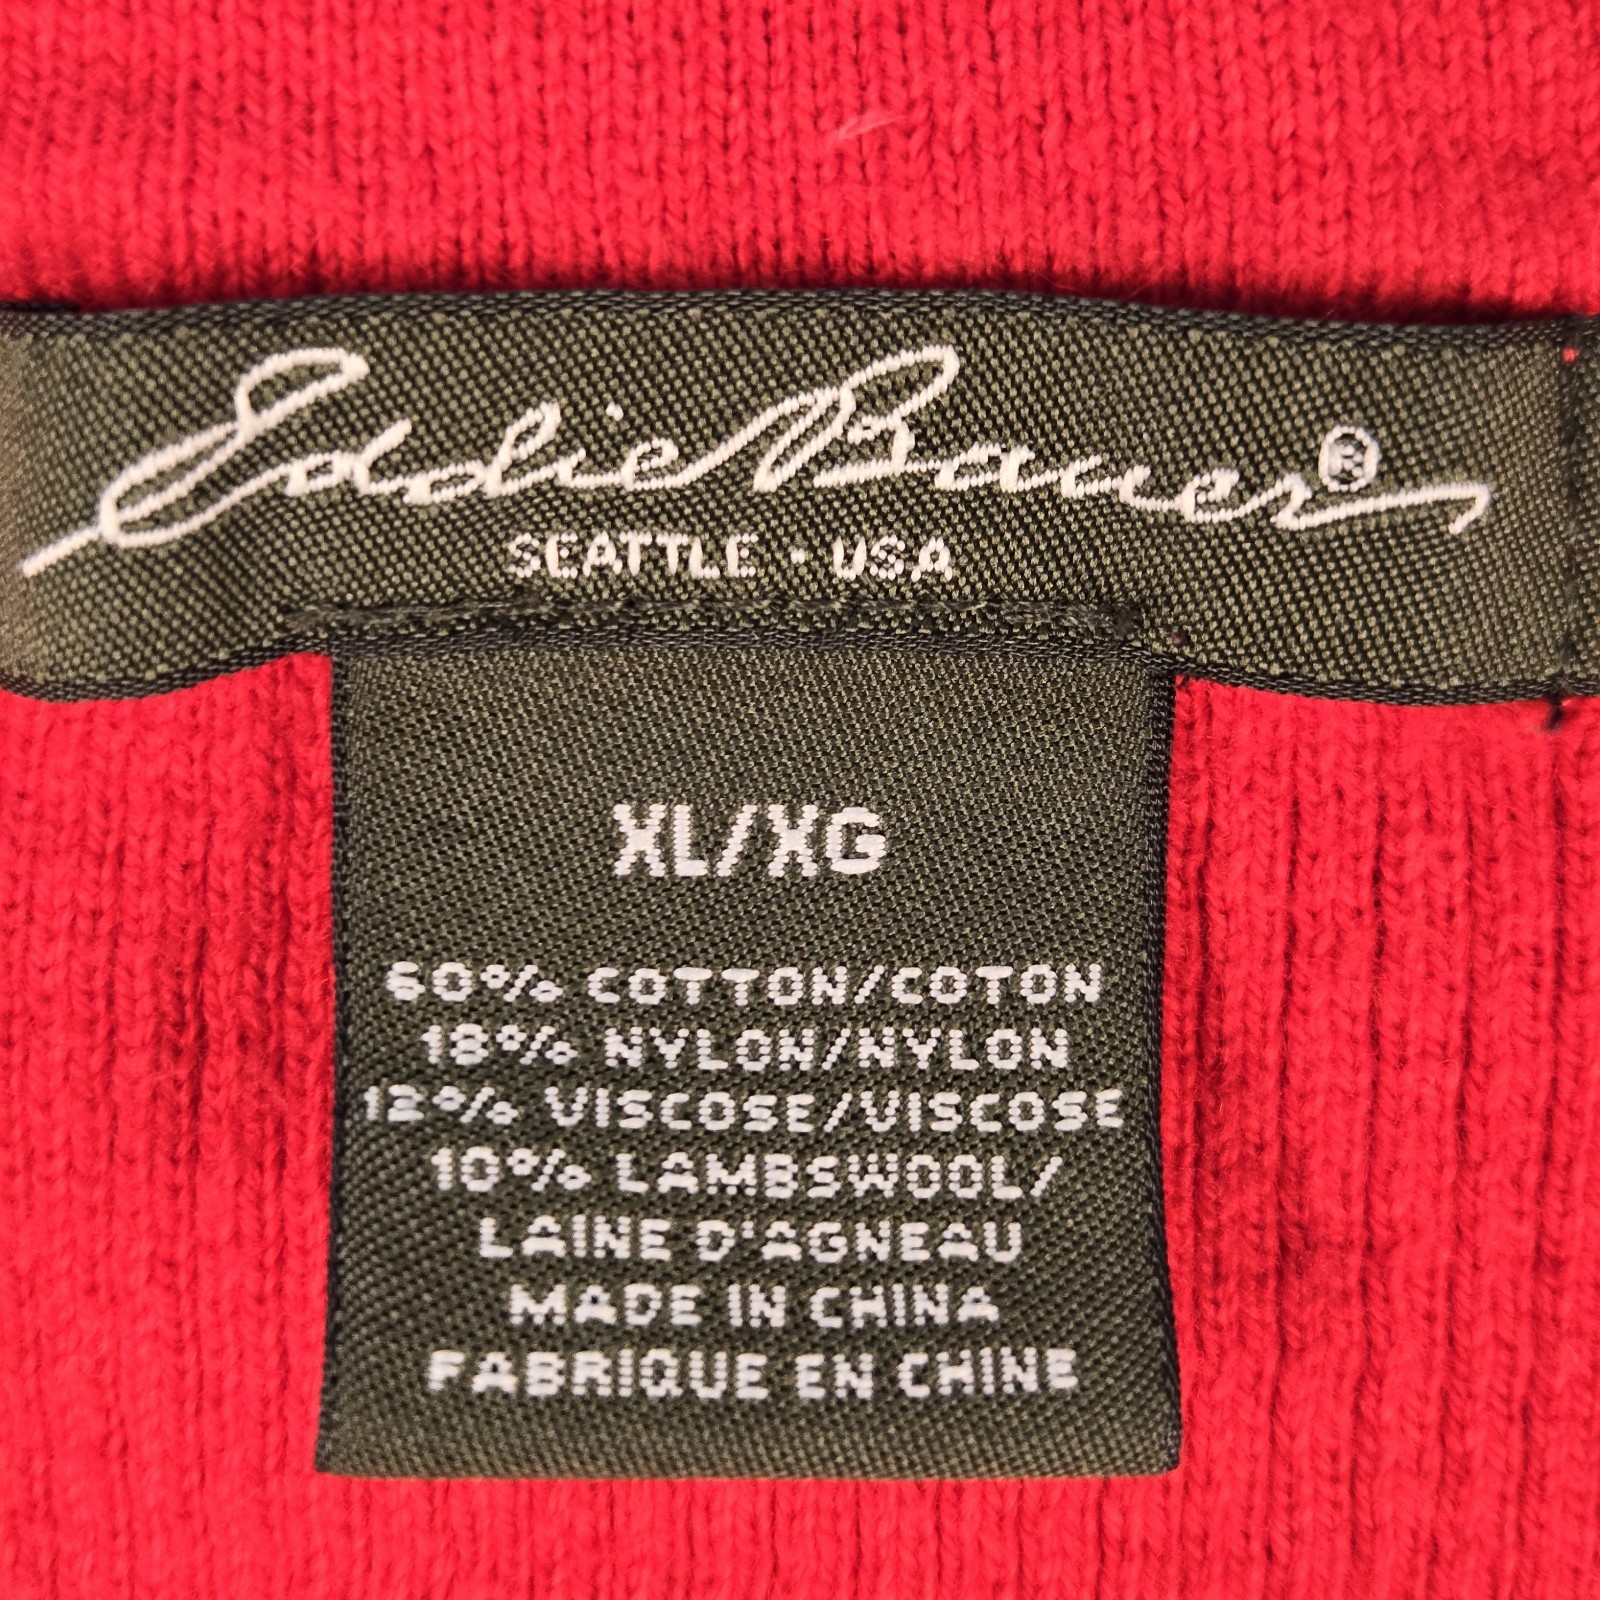 Eddie Bauer®
SEATTLE · USA
XL/XG
60% COTTON/COTON
18% NYLON/NYLON
12% VISCOSE/VISCOSE
10% LAMBSWOOL/
LAINE D'AGNEAU
MADE IN CHINA
FABRIQUE EN CHINE